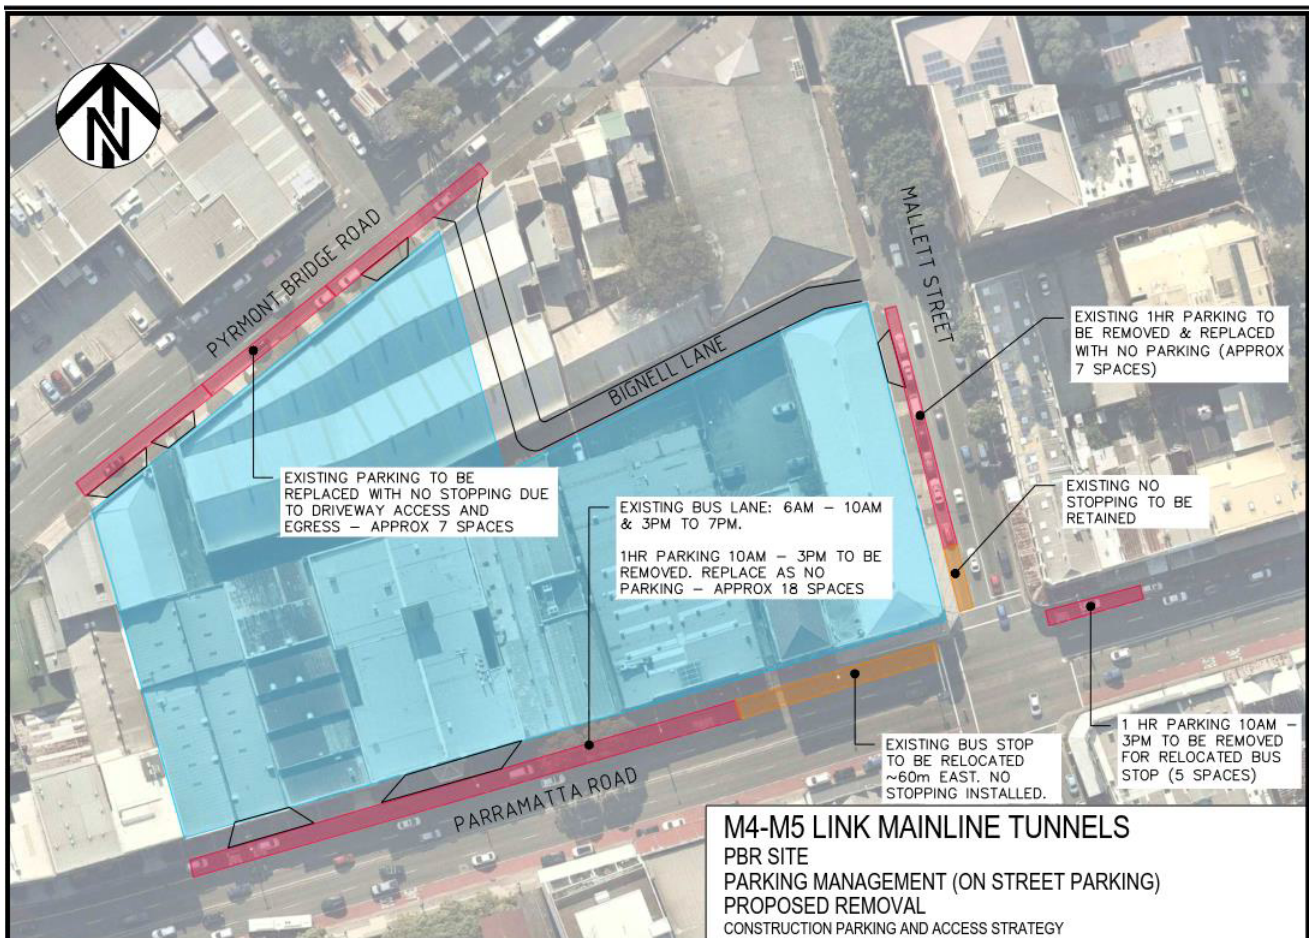 N
PYRMONT BRIDGE ROAD
MALLETT STREET
BIGNELL LANE
PARRAMATTA ROAD
EXISTING 1HR PARKING TO
BE REMOVED & REPLACED
WITH NO PARKING (APPROX
7 SPACES)
EXISTING PARKING TO BE
REPLACED WITH NO STOPPING DUE
TO DRIVEWAY ACCESS AND
EGRESS – APPROX 7 SPACES
EXISTING BUS LANE: 6AM – 10AM
& 3PM TO 7PM.
1HR PARKING 10AM – 3PM TO BE
REMOVED. REPLACE AS NO
PARKING – APPROX 18 SPACES
EXISTING NO
STOPPING TO BE
RETAINED
EXISTING BUS STOP
TO BE RELOCATED
~60m EAST. NO
STOPPING INSTALLED.
1 HR PARKING 10AM –
3PM TO BE REMOVED
FOR RELOCATED BUS
STOP (5 SPACES)
M4-M5 LINK MAINLINE TUNNELS
PBR SITE
PARKING MANAGEMENT (ON STREET PARKING)
PROPOSED REMOVAL
CONSTRUCTION PARKING AND ACCESS STRATEGY